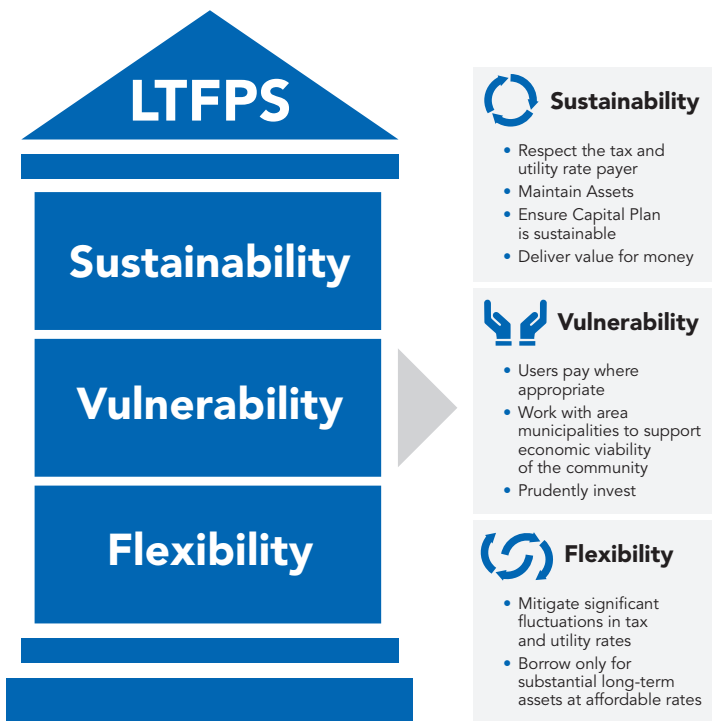 LTFPS
Sustainability
Vulnerability
Flexibility
Sustainability
• Respect the tax and
utility rate payer
• Maintain Assets
• Ensure Capital Plan
is sustainable
• Deliver value for money
Vulnerability
• Users pay where
appropriate
• Work with area
municipalities to support
economic viability
of the community
• Prudently invest
Flexibility
• Mitigate significant
fluctuations in tax
and utility rates
• Borrow only for
substantial long-term
assets at affordable rates